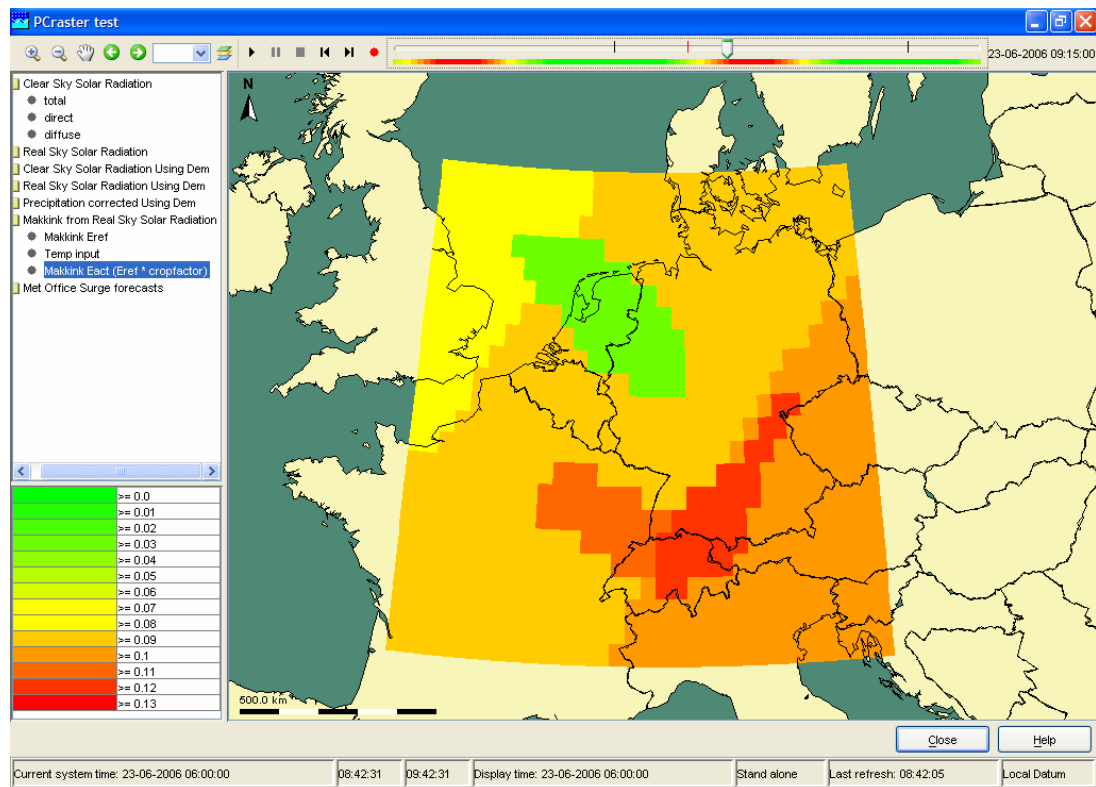 PCraster test
23-06-2006 09:15:00
Clear Sky Solar Radiation
total
direct
diffuse
Real Sky Solar Radiation
Clear Sky Solar Radiation Using Dem
Real Sky Solar Radiation Using Dem
Precipitation corrected Using Dem
Makkink from Real Sky Solar Radiation
Makkink Eref
Temp input
Makkink Eact (Eref * cropfactor)
Met Office Surge forecasts
>= 0.0
>= 0.01
>= 0.02
>= 0.03
>= 0.04
>= 0.05
>= 0.06
>= 0.07
>= 0.08
>= 0.09
>= 0.1
>= 0.11
>= 0.12
>= 0.13
N
500.0 km
Close Help
Current system time: 23-06-2006 06:00:00 08:42:31 09:42:31 Display time: 23-06-2006 06:00:00 Stand alone Last refresh: 08:42:05 Local Datum